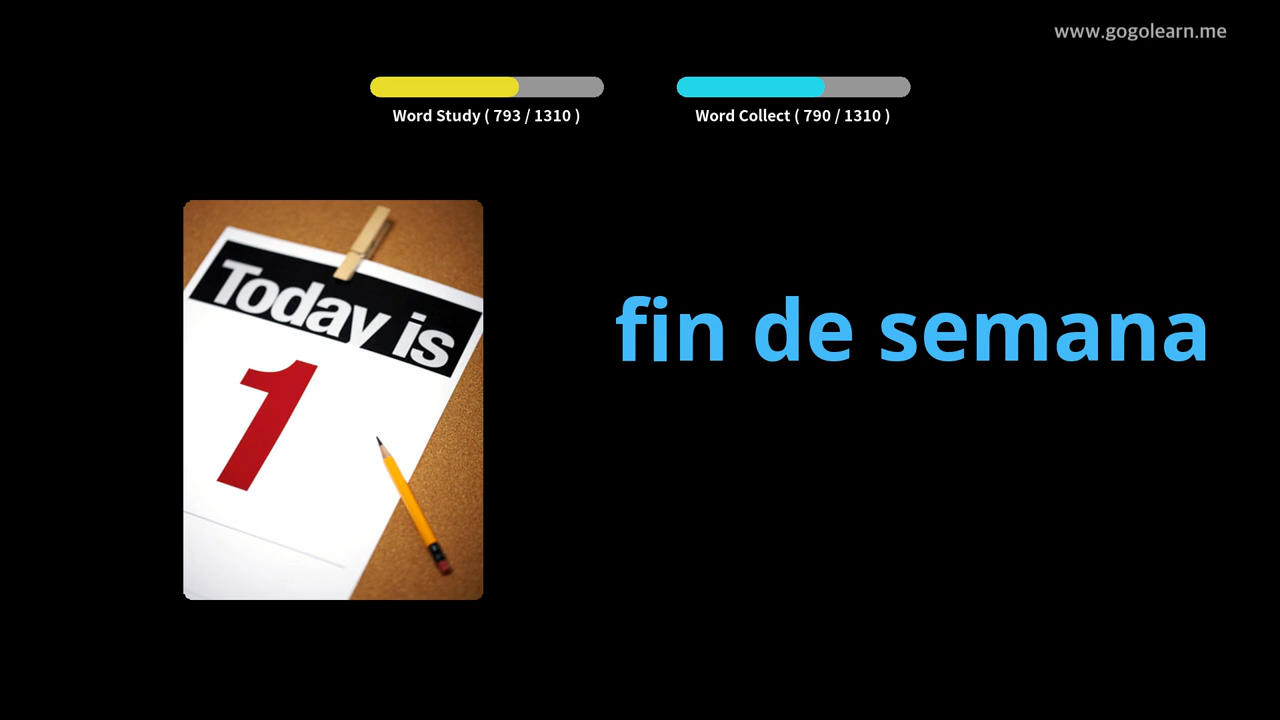 www.gogolearn.me
Word Study ( 793 / 1310 )
Word Collect ( 790 / 1310 )
Today is
1
fin de semana